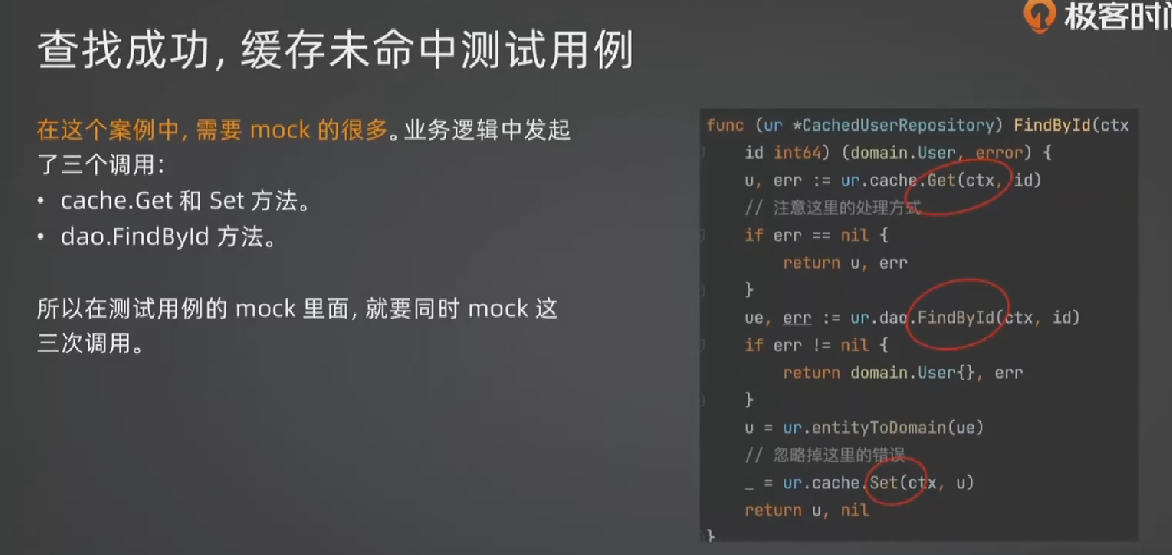 极客时间
查找成功，缓存未命中测试用例
在这个案例中，需要 mock 的很多。业务逻辑中发起
了三个调用：
• cache.Get 和 Set 方法。
• dao.FindById 方法。
所以在测试用例的 mock 里面，就要同时 mock 这
三次调用。
func (ur *CachedUserRepository) FindById(ctx
id int64) (domain.User, error) {
u, err := ur.cache.Get(ctx, id)
// 注意这里的处理方式
if err == nil {
return u, err
}
ue, err := ur.dao.FindById(ctx, id)
if err != nil {
return domain.User{}, err
}
u = ur.entityToDomain(ue)
// 忽略掉这里的错误
_ = ur.cache.Set(ctx, u)
return u, nil
}